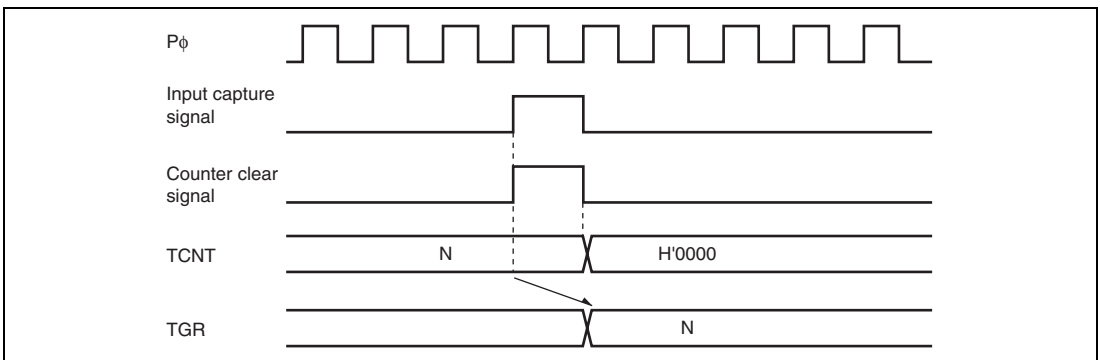 Pϕ
Input capture
signal
Counter clear
signal
TCNT
N
H'0000
TGR
N